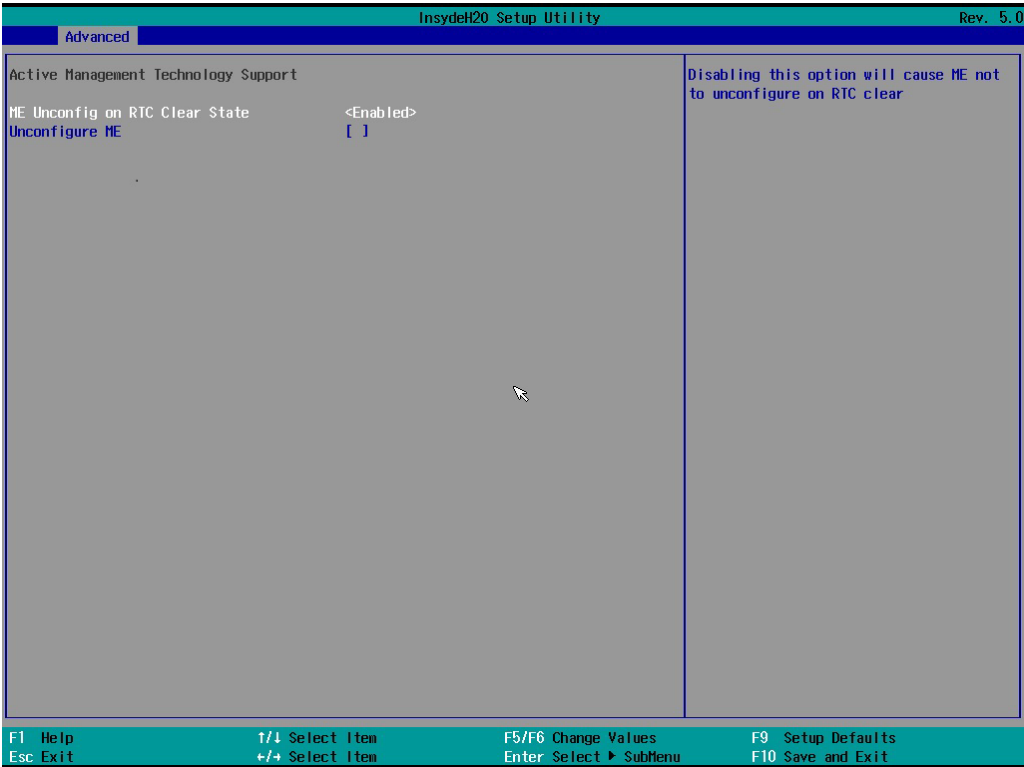 InsydeH20 Setup Utility Rev. 5.0
Advanced
Active Management Technology Support
ME Unconfig on RTC Clear State <Enabled>
Unconfigure ME [ ]
Disabling this option will cause ME not
to unconfigure on RTC clear
F1 Help ↑/↓ Select Item F5/F6 Change Values F9 Setup Defaults
Esc Exit ←/→ Select Item Enter Select ▶ SubMenu F10 Save and Exit